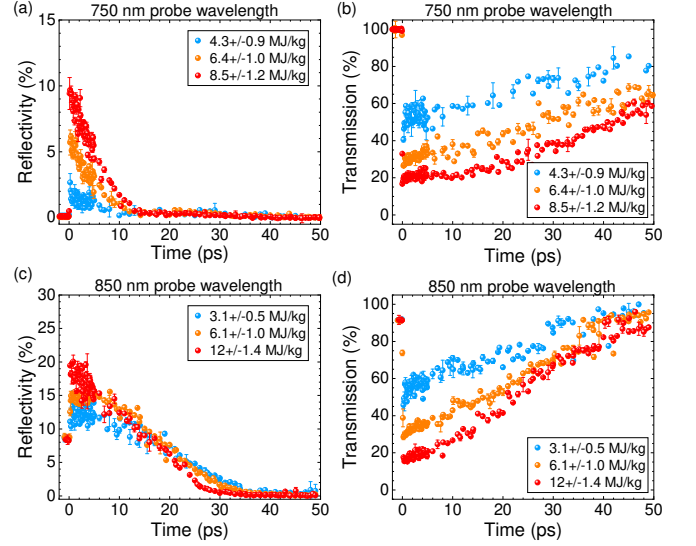 (a)
750 nm probe wavelength
15
10
5
0
Reflectivity (%)
4.3+/-0.9 MJ/kg
6.4+/-1.0 MJ/kg
8.5+/-1.2 MJ/kg
0 10 20 30 40 50
Time (ps)
(b)
750 nm probe wavelength
100
80
60
40
20
0
Transmission (%)
4.3+/-0.9 MJ/kg
6.4+/-1.0 MJ/kg
8.5+/-1.2 MJ/kg
0 10 20 30 40 50
Time (ps)
(c)
850 nm probe wavelength
30
25
20
15
10
5
0
Reflectivity (%)
3.1+/-0.5 MJ/kg
6.1+/-1.0 MJ/kg
12+/-1.4 MJ/kg
0 10 20 30 40 50
Time (ps)
(d)
850 nm probe wavelength
100
80
60
40
20
0
Transmission (%)
3.1+/-0.5 MJ/kg
6.1+/-1.0 MJ/kg
12+/-1.4 MJ/kg
0 10 20 30 40 50
Time (ps)